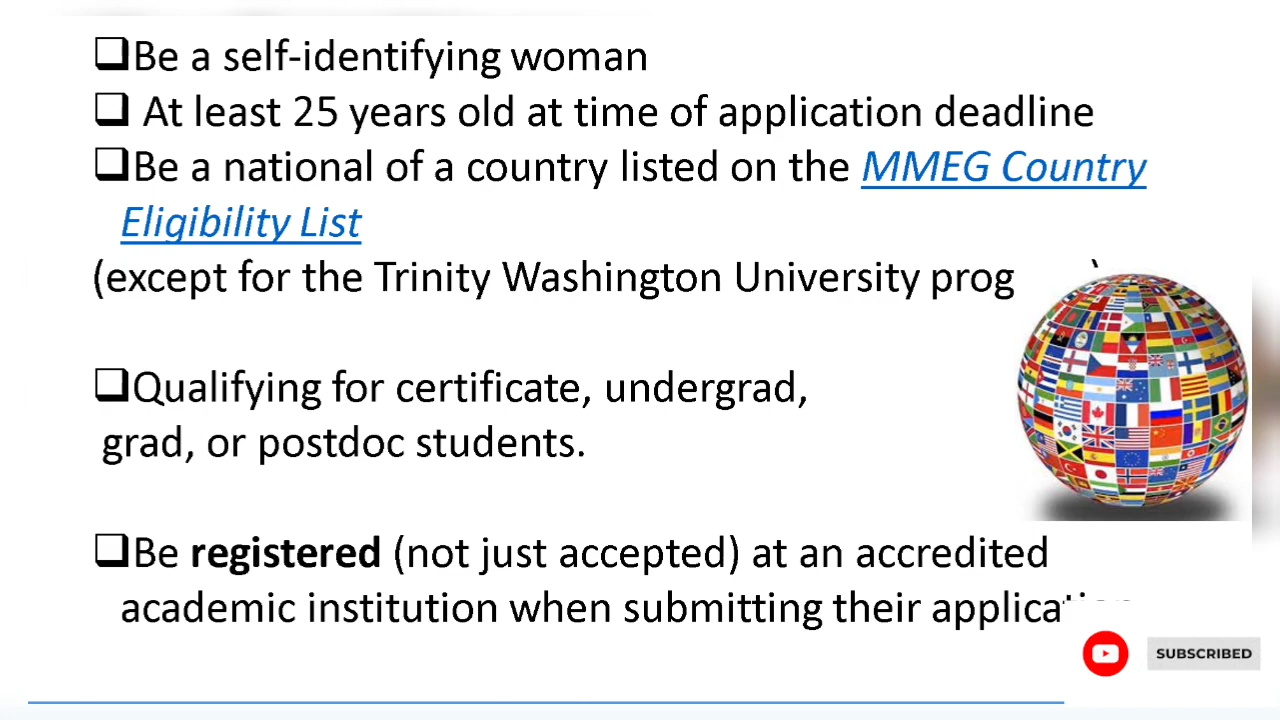 ❑Be a self-identifying woman
❑ At least 25 years old at time of application deadline
❑Be a national of a country listed on the MMEG Country
Eligibility List
(except for the Trinity Washington University prog
❑Qualifying for certificate, undergrad,
grad, or postdoc students.
❑Be registered (not just accepted) at an accredited
academic institution when submitting their application
SUBSCRIBED